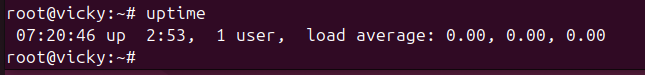 root@vicky:~# uptime
 07:20:46 up  2:53,  1 user,  load average: 0.00, 0.00, 0.00
root@vicky:~#